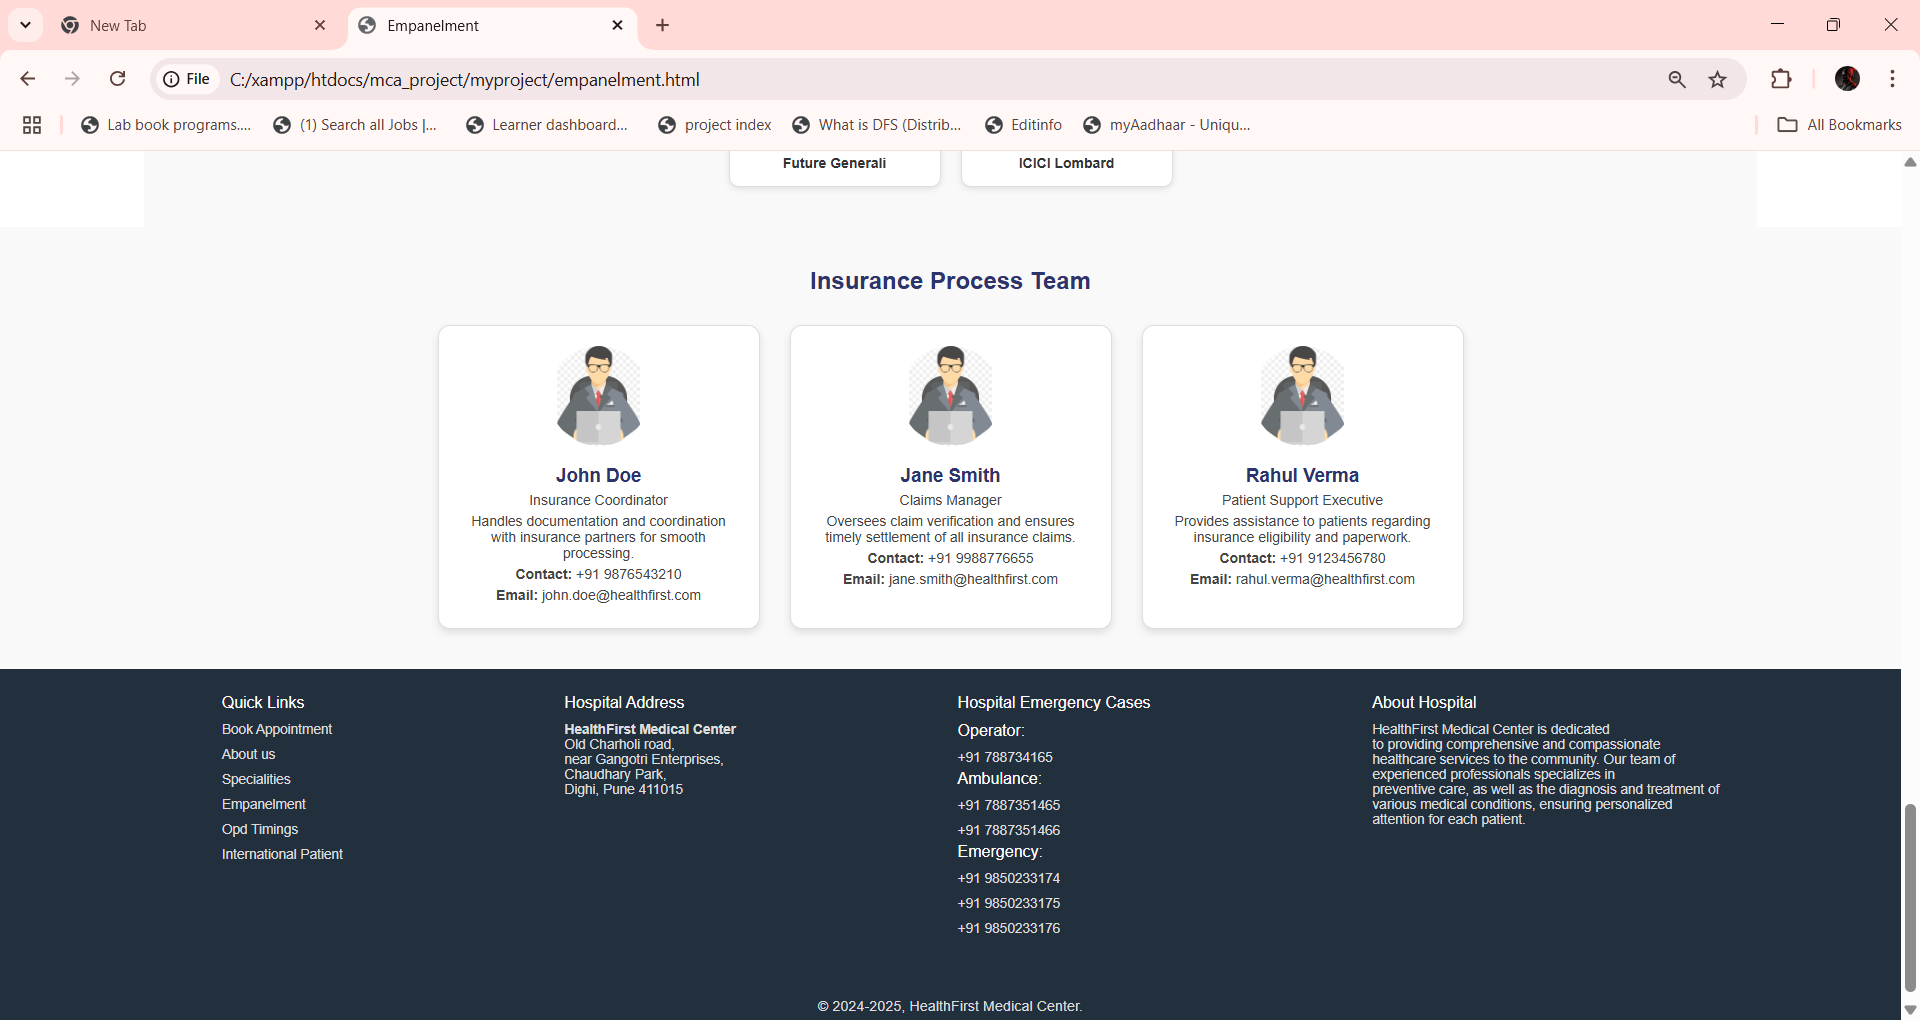 New Tab
Empanelment
File
C:/xampp/htdocs/mca_project/myproject/empanelment.html
Lab book programs....
(1) Search all Jobs |...
Learner dashboard...
project index
What is DFS (Distrib...
Editinfo
myAadhaar - Uniqu...
All Bookmarks
Future Generali
ICICI Lombard
Insurance Process Team
John Doe
Insurance Coordinator
Handles documentation and coordination
with insurance partners for smooth
processing.
Contact: +91 9876543210
Email: john.doe@healthfirst.com
Jane Smith
Claims Manager
Oversees claim verification and ensures
timely settlement of all insurance claims.
Contact: +91 9988776655
Email: jane.smith@healthfirst.com
Rahul Verma
Patient Support Executive
Provides assistance to patients regarding
insurance eligibility and paperwork.
Contact: +91 9123456780
Email: rahul.verma@healthfirst.com
Quick Links
Book Appointment
About us
Specialities
Empanelment
Opd Timings
International Patient
Hospital Address
HealthFirst Medical Center
Old Charholi road,
near Gangotri Enterprises,
Chaudhary Park,
Dighi, Pune 411015
Hospital Emergency Cases
Operator:
+91 788734165
Ambulance:
+91 7887351465
+91 7887351466
Emergency:
+91 9850233174
+91 9850233175
+91 9850233176
About Hospital
HealthFirst Medical Center is dedicated
to providing comprehensive and compassionate
healthcare services to the community. Our team of
experienced professionals specializes in
preventive care, as well as the diagnosis and treatment of
various medical conditions, ensuring personalized
attention for each patient.
© 2024-2025, HealthFirst Medical Center.